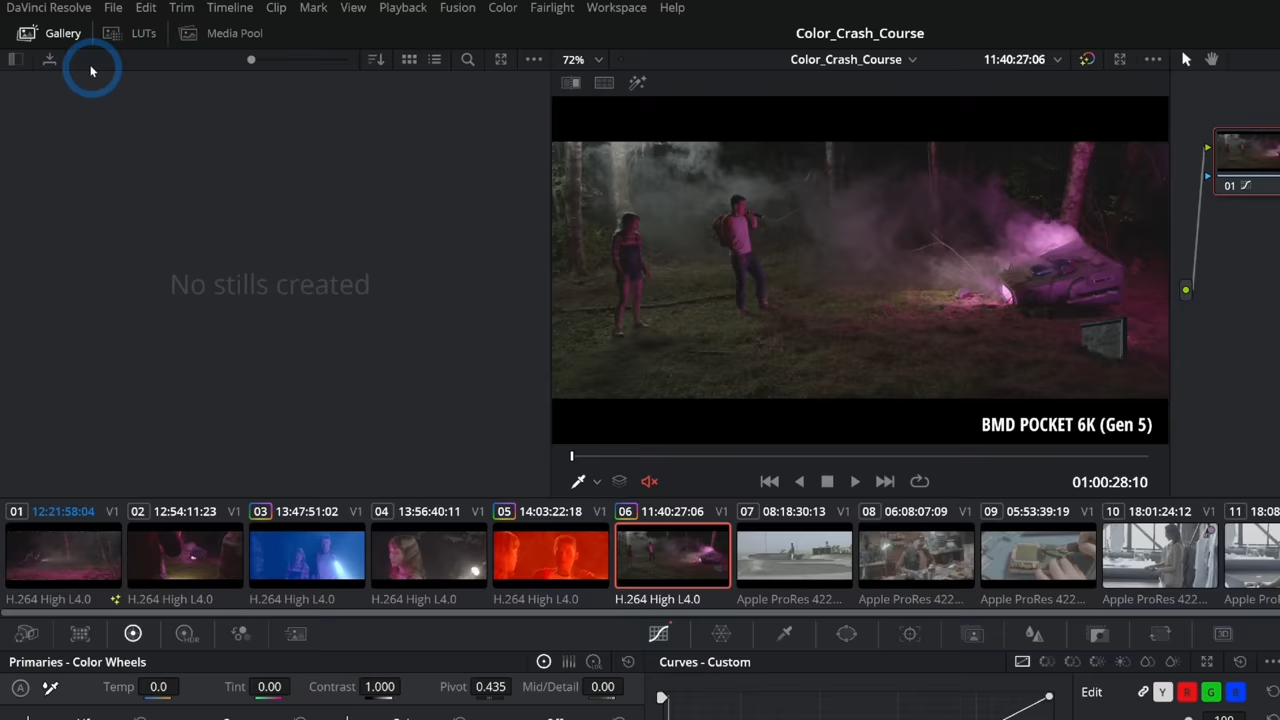 DaVinci Resolve File Edit Trim Timeline Clip Mark View Playback Fusion Color Fairlight Workspace Help
Gallery LUTs Media Pool Color_Crash_Course
72% Color_Crash_Course 11:40:27:06
No stills created
01
BMD POCKET 6K (Gen 5)
01:00:28:10
01 12:21:58:04 V1 02 12:54:11:23 V1 03 13:47:51:02 V1 04 13:56:40:11 V1 05 14:03:22:18 V1 06 11:40:27:06 V1 07 08:18:30:13 V1 08 06:08:07:09 V1 09 05:53:39:19 V1 10 18:01:24:12 V1 11 18:08
H.264 High L4.0 H.264 High L4.0 H.264 High L4.0 H.264 High L4.0 H.264 High L4.0 H.264 High L4.0 Apple ProRes 422... Apple ProRes 422... Apple ProRes 422... Apple ProRes 422... Apple Pro
HDR 3D
Primaries - Color Wheels Curves - Custom
A Temp 0.0 Tint 0.00 Contrast 1.000 Pivot 0.435 Mid/Detail 0.00 Edit Y R G B